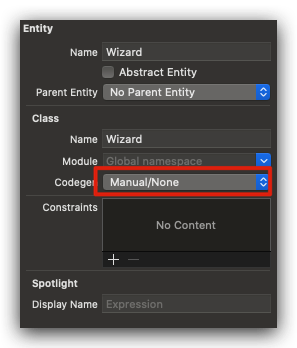 Entity
Name Wizard
Abstract Entity
Parent Entity No Parent Entity
Class
Name Wizard
Module Global namespace
Codegen Manual/None
Constraints
No Content
Spotlight
Display Name Expression